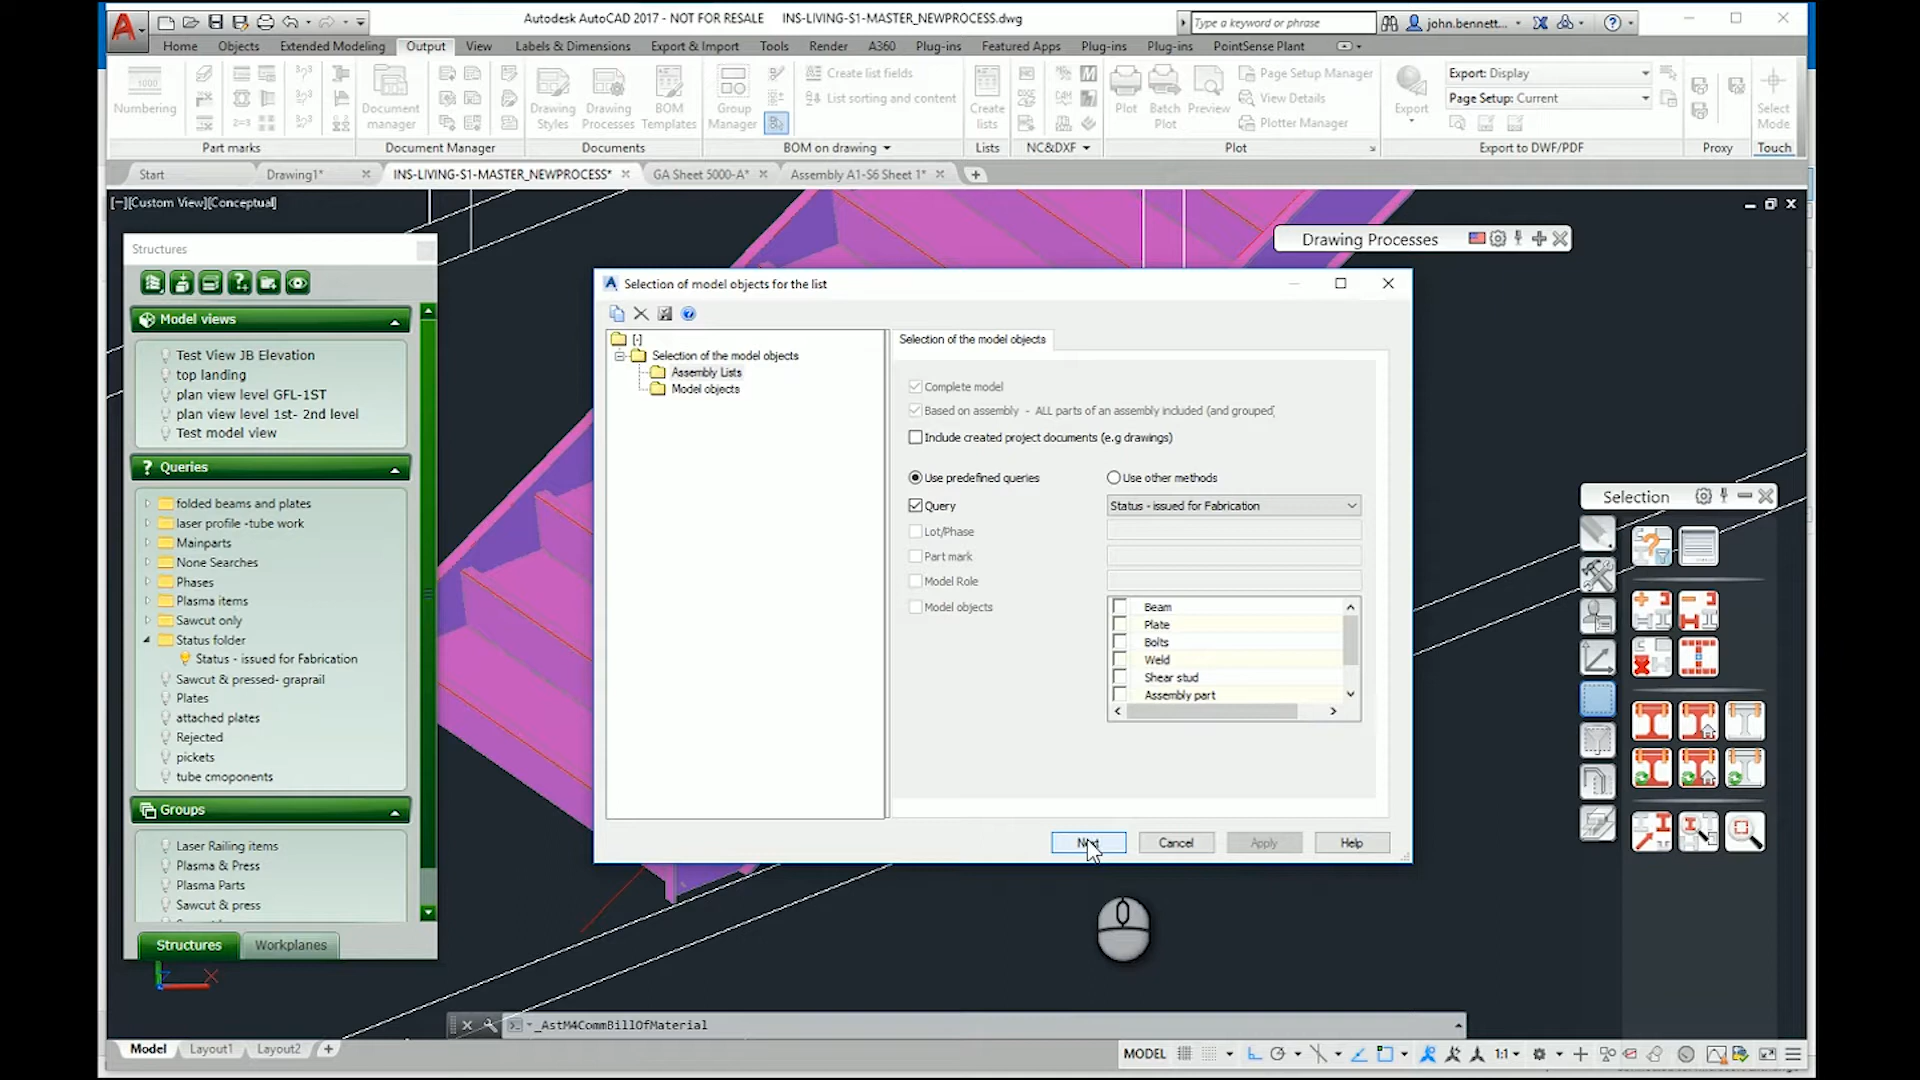 Autodesk AutoCAD 2017 - NOT FOR RESALE    INS-LIVING-S1-MASTER_NEWPROCESS.dwg
Type a keyword or phrase
john.bennett...
Home Objects Extended Modeling Output View Labels & Dimensions Export & Import Tools Render A360 Plug-ins Featured Apps Plug-ins Plug-ins PointSense Plant
Numbering
Document manager
Drawing Styles
Drawing Processes
BOM Templates
Group Manager
Create list fields
List sorting and content
Create lists
Plot
Batch Plot
Preview
Page Setup Manager
View Details
Plotter Manager
Export
Export: Display
Page Setup: Current
Select Mode
Part marks
Document Manager
Documents
BOM on drawing
Lists
NC&DXF
Plot
Export to DWF/PDF
Proxy
Touch
Start
Drawing1*
INS-LIVING-S1-MASTER_NEWPROCESS*
GA Sheet 5000-A*
Assembly A1-S6 Sheet 1*
[−][Custom View][Conceptual]
Structures
Model views
Test View JB Elevation
top landing
plan view level GFL-1ST
plan view level 1st- 2nd level
Test model view
? Queries
folded beams and plates
laser profile -tube work
Mainparts
None Searches
Phases
Plasma items
Sawcut only
Status folder
Status - issued for Fabrication
Sawcut & pressed- graprail
Plates
attached plates
Rejected
pickets
tube cmoponents
Groups
Laser Railing items
Plasma & Press
Plasma Parts
Sawcut & press
Structures
Workplanes
Drawing Processes
Selection of model objects for the list
[-]
Selection of the model objects
Assembly Lists
Model objects
Selection of the model objects
Complete model
Based on assembly - ALL parts of an assembly included (and grouped)
Include created project documents (e.g drawings)
Use predefined queries
Use other methods
Query
Status - issued for Fabrication
Lot/Phase
Part mark
Model Role
Model objects
Beam
Plate
Bolts
Weld
Shear stud
Assembly part
Next
Cancel
Apply
Help
Selection
_AstM4CommBillOfMaterial
Model
Layout1
Layout2
MODEL
1:1